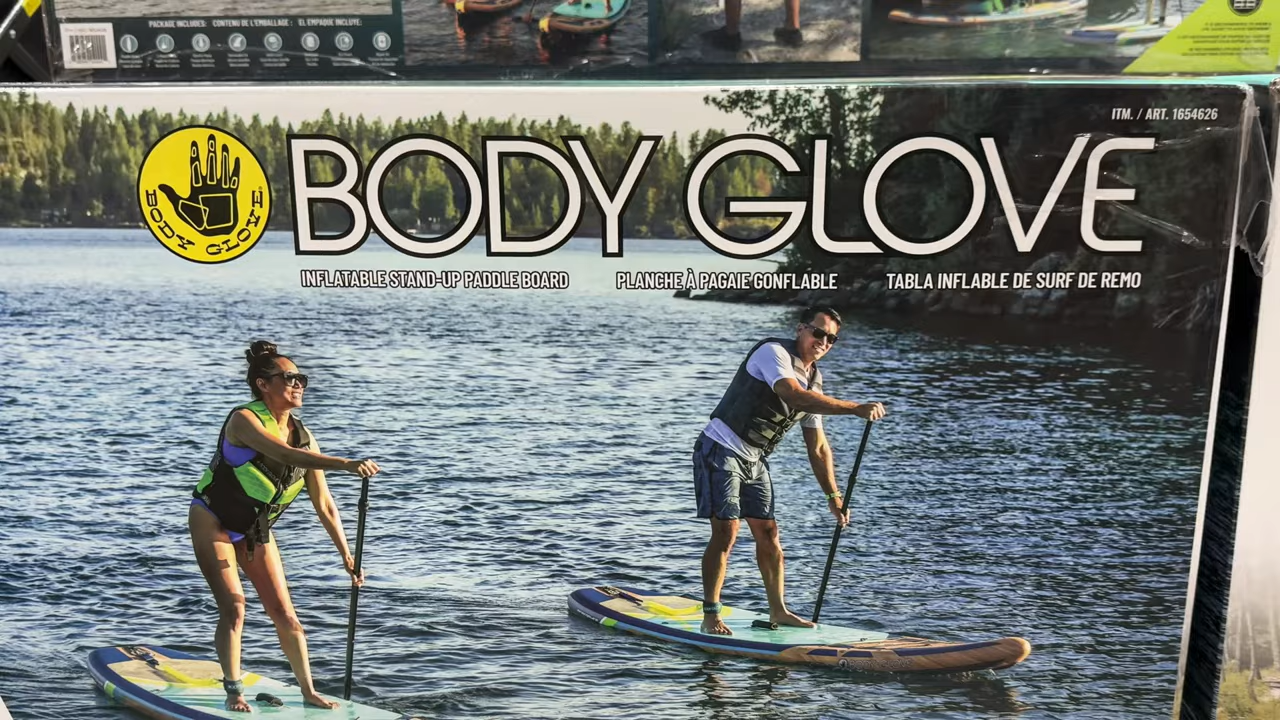 PACKAGE INCLUDES: CONTENU DE L'EMBALLAGE: EL EMPAQUE INCLUYE:
ITM. / ART. 1654626
BODY GLOVE
BODY GLOVE
INFLATABLE STAND-UP PADDLE BOARD PLANCHE À PAGAIE GONFLABLE TABLA INFLABLE DE SURF DE REMO